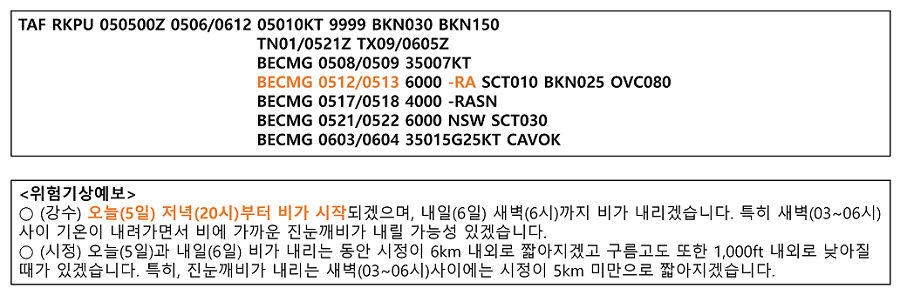 TAF RKPU 050500Z 0506/0612 05010KT 9999 BKN030 BKN150
TN01/0521Z TX09/0605Z
BECMG 0508/0509 35007KT
BECMG 0512/0513 6000 -RA SCT010 BKN025 OVC080
BECMG 0517/0518 4000 -RASN
BECMG 0521/0522 6000 NSW SCT030
BECMG 0603/0604 35015G25KT CAVOK
<위험기상예보>
○ (강수) 오늘(5일) 저녁(20시)부터 비가 시작되겠으며, 내일(6일) 새벽(6시)까지 비가 내리겠습니다. 특히 새벽(03~06시)
사이 기온이 내려가면서 비에 가까운 진눈깨비가 내릴 가능성 있겠습니다.
○ (시정) 오늘(5일)과 내일(6일) 비가 내리는 동안 시정이 6km 내외로 짧아지겠고 구름고도 또한 1,000ft 내외로 낮아질
때가 있겠습니다. 특히, 진눈깨비가 내리는 새벽(03~06시)사이에는 시정이 5km 미만으로 짧아지겠습니다.